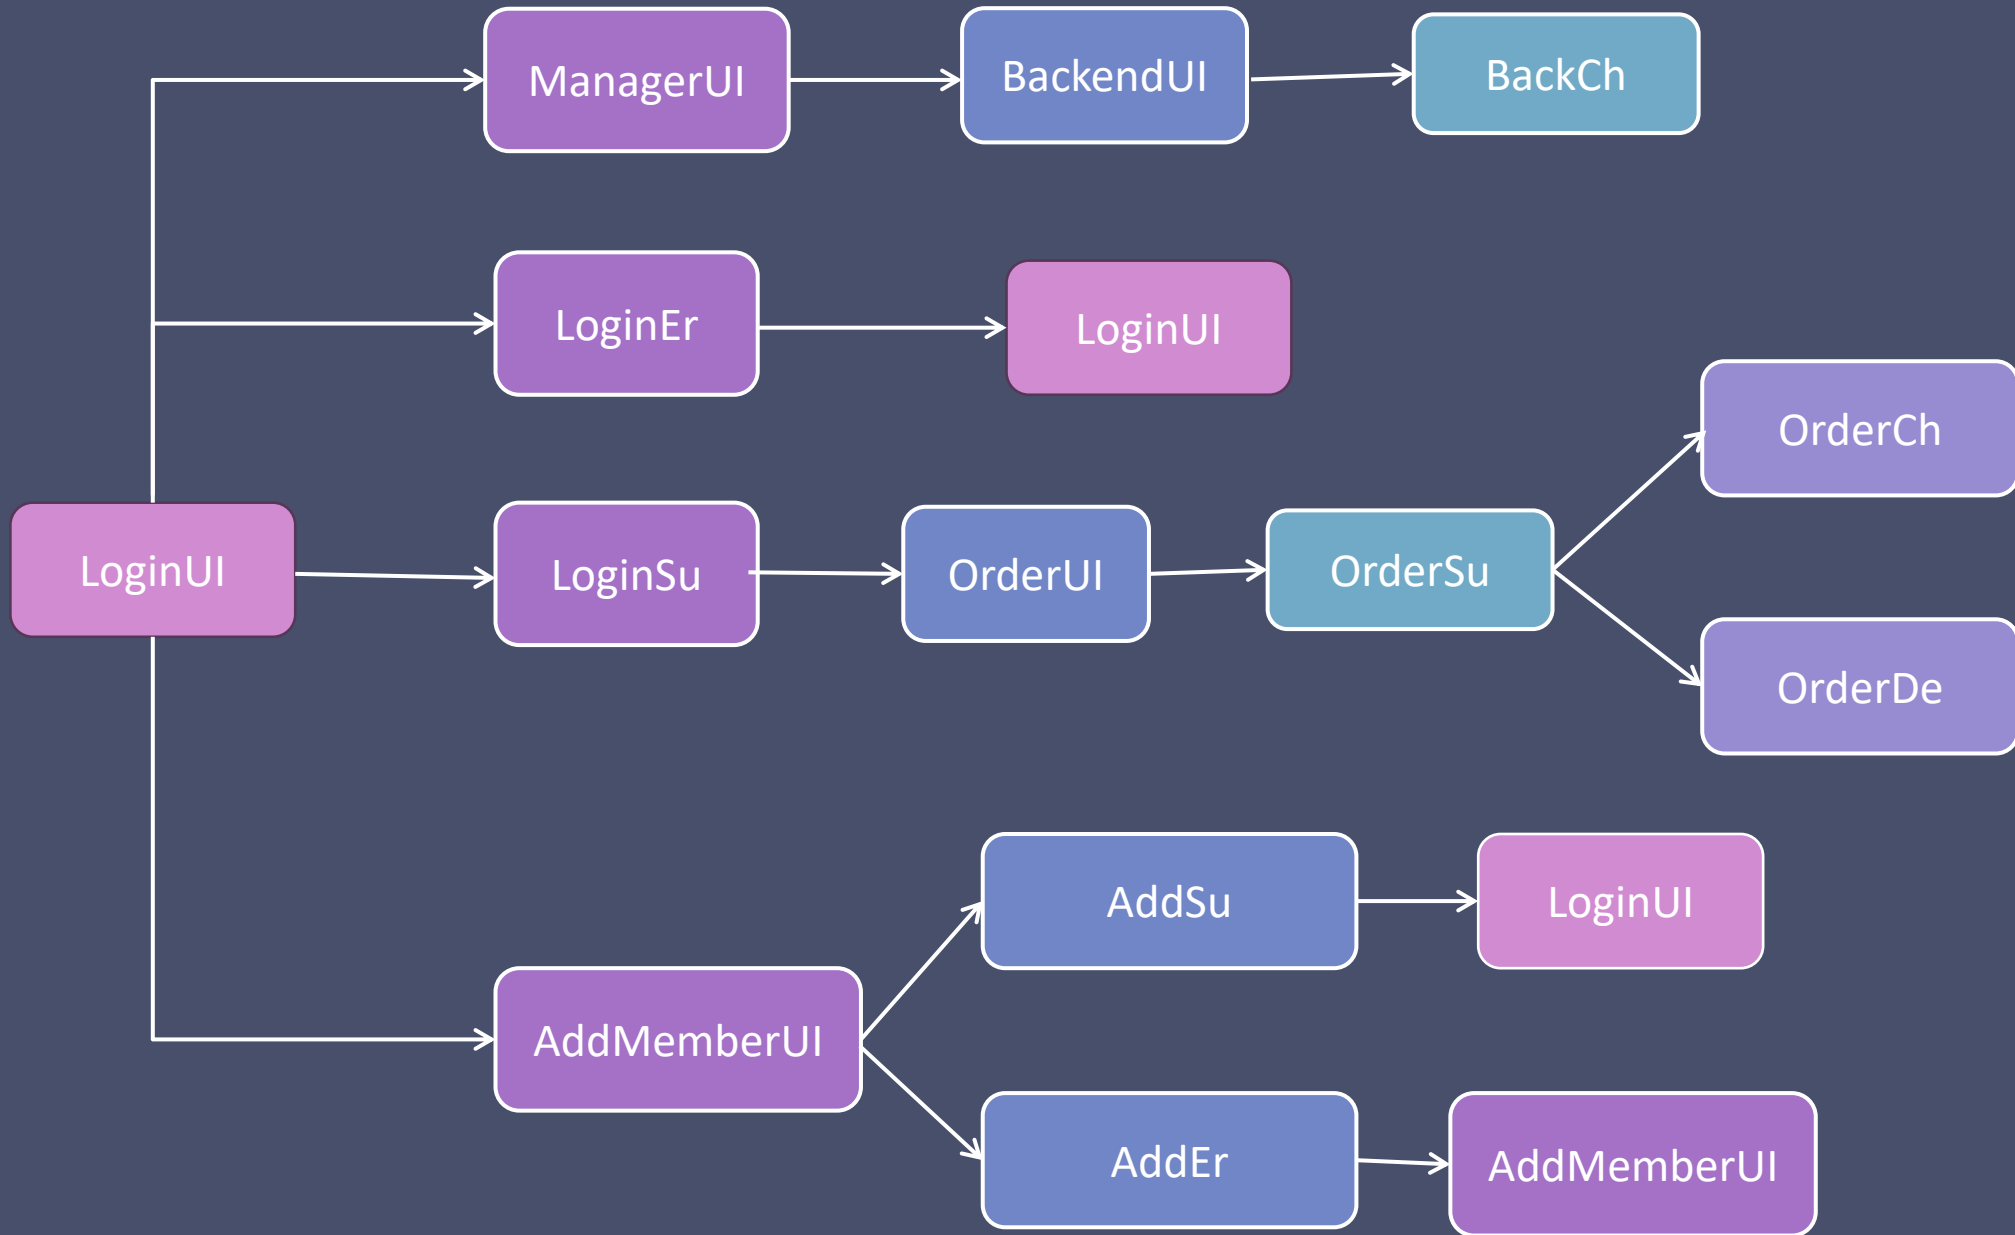 ManagerUI
BackendUI
BackCh
LoginEr
LoginUI
OrderCh
LoginUI
LoginSu
OrderUI
OrderSu
OrderDe
AddSu
LoginUI
AddMemberUI
AddEr
AddMemberUI